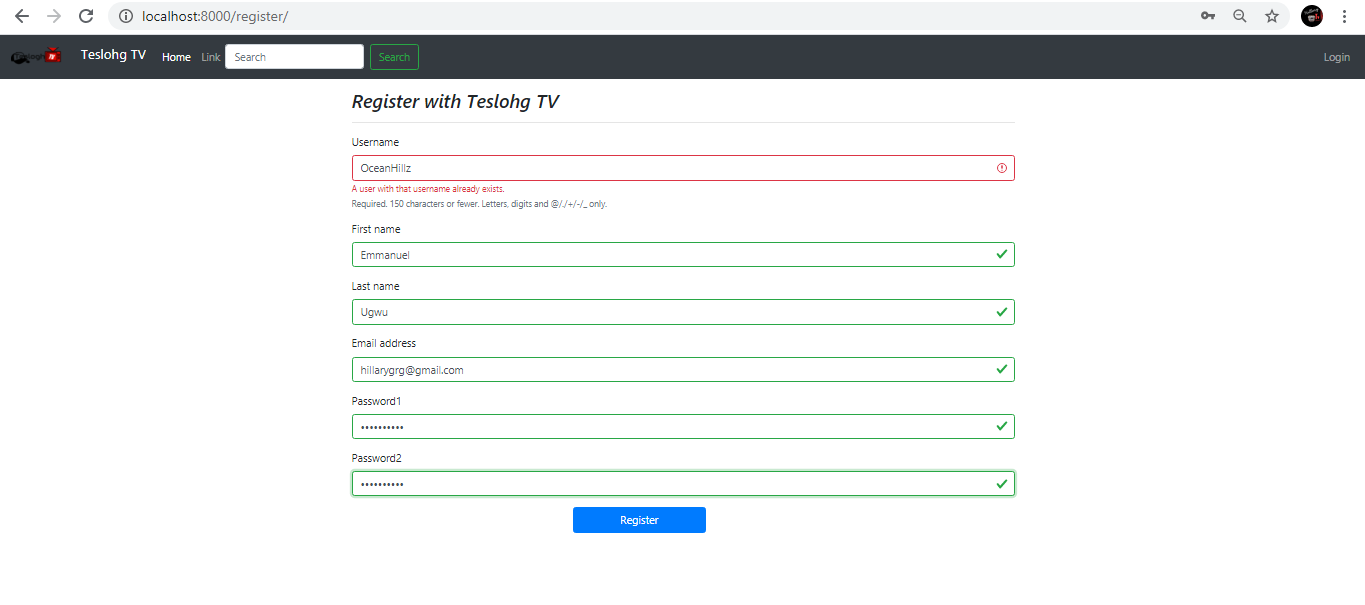 localhost:8000/register/
Teslohg TV Home Link Search Search Login
Register with Teslohg TV
Username
OceanHillz
A user with that username already exists.
Required. 150 characters or fewer. Letters, digits and @/./+/-/_ only.
First name
Emmanuel
Last name
Ugwu
Email address
hillarygrg@gmail.com
Password1
••••••••••
Password2
••••••••••
Register